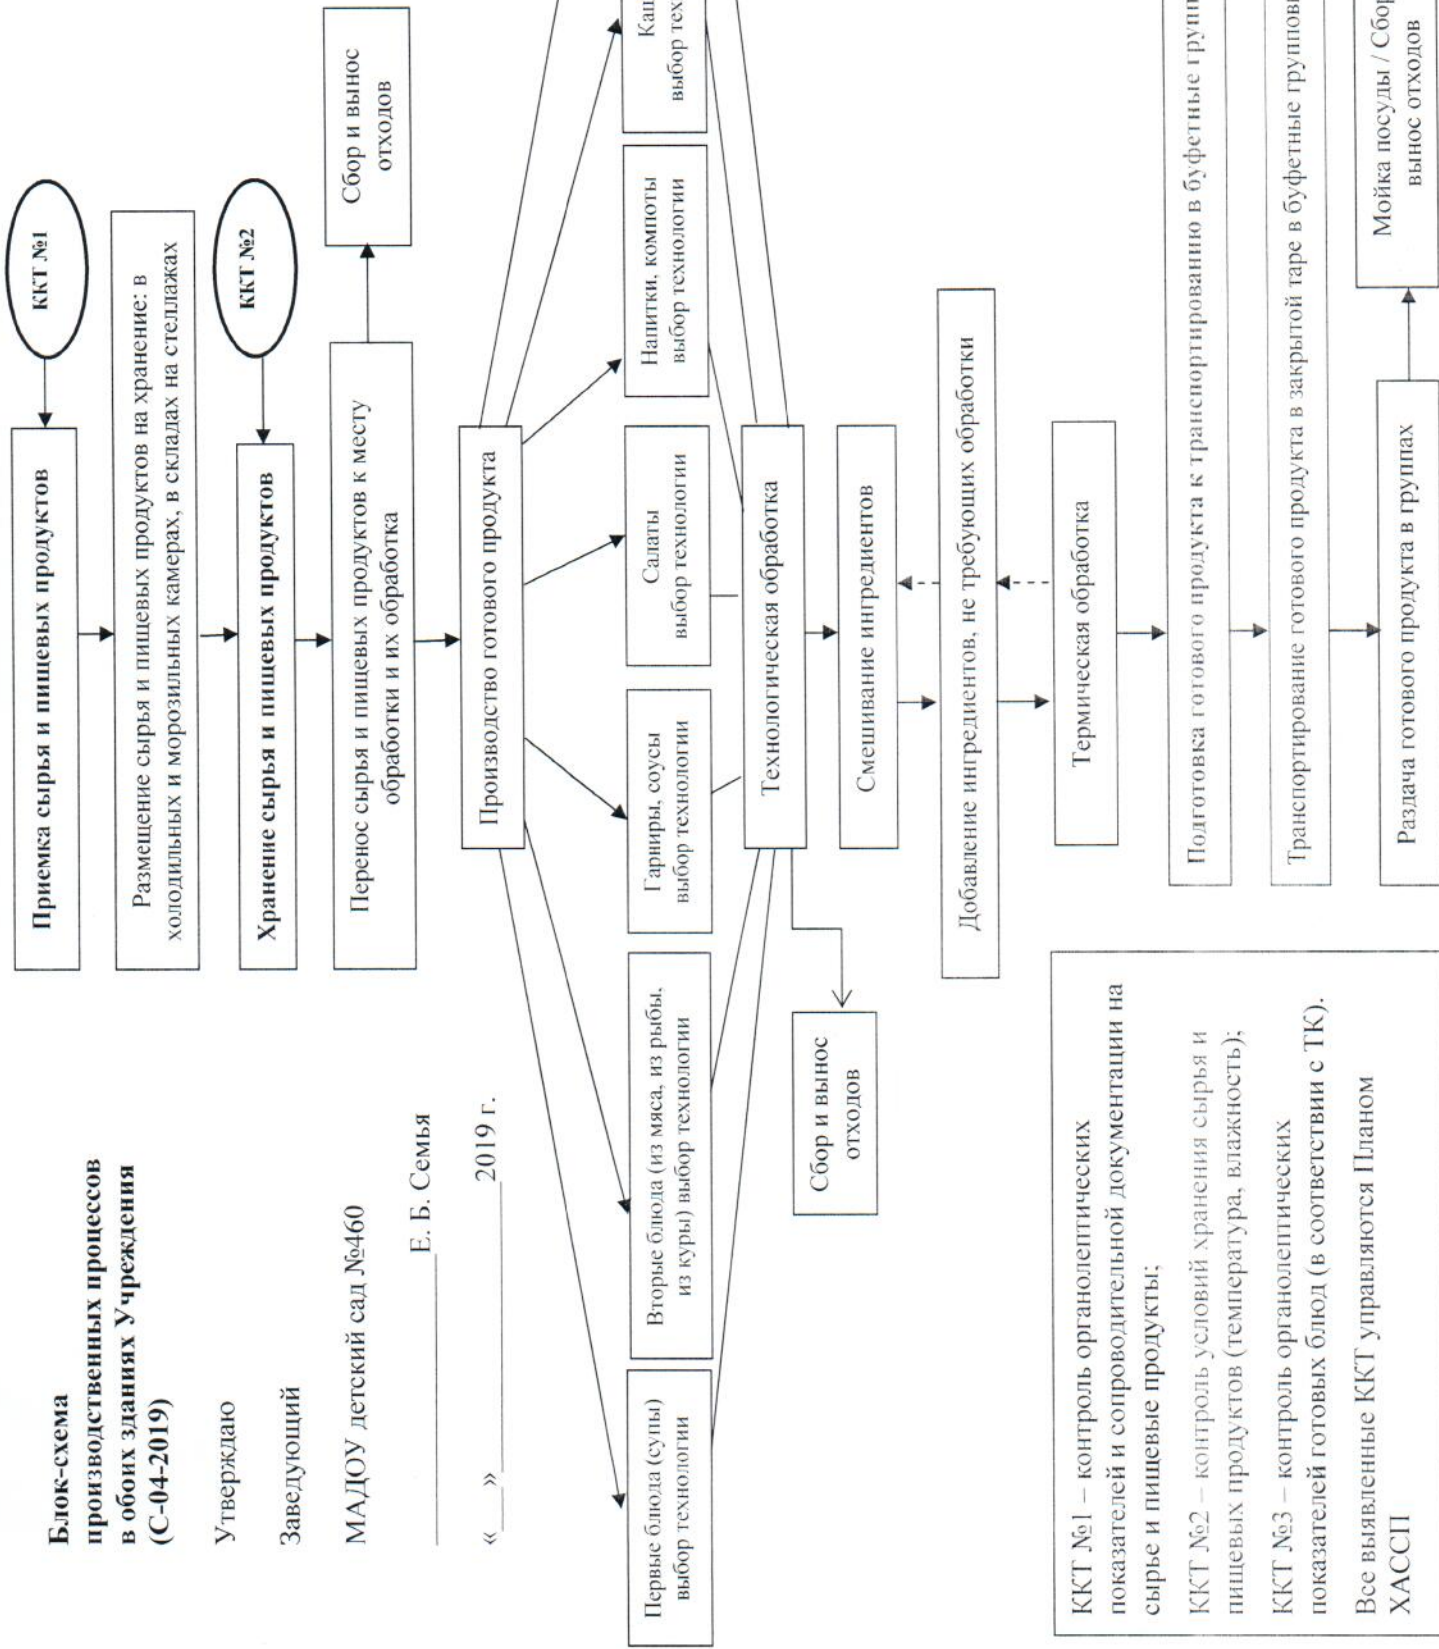 Блок-схема
производственных процессов
в обоих зданиях Учреждения
(С-04-2019)
Утверждаю
Заведующий
МАДОУ детский сад №460
Е. Б. Семья
«___»______________2019 г.
Приемка сырья и пищевых продуктов
ККТ №1
Размещение сырья и пищевых продуктов на хранение: в
холодильных и морозильных камерах, в складах на стеллажах
Хранение сырья и пищевых продуктов
ККТ №2
Перенос сырья и пищевых продуктов к месту
обработки и их обработка
Сбор и вынос
отходов
Производство готового продукта
Первые блюда (супы)
выбор технологии
Вторые блюда (из мяса, из рыбы,
из куры) выбор технологии
Гарниры, соусы
выбор технологии
Салаты
выбор технологии
Напитки, компоты
выбор технологии
выбор
Технологическая обработка
Сбор и вынос
отходов
Смешивание ингредиентов
Добавление ингредиентов, не требующих обработки
Термическая обработка
Подготовка готового продукта к транспортированию в буфетные
Транспортирование готового продукта в закрытой таре в буфетные
Раздача готового продукта в группах
Мойка посуды / Сбор
вынос отходов
ККТ №1 – контроль органолептических
показателей и сопроводительной документации на
сырье и пищевые продукты;
ККТ №2 – контроль условий хранения сырья и
пищевых продуктов (температура, влажность);
ККТ №3 – контроль органолептических
показателей готовых блюд (в соответствии с ТК).
Все выявленные ККТ управляются Планом
ХАССП